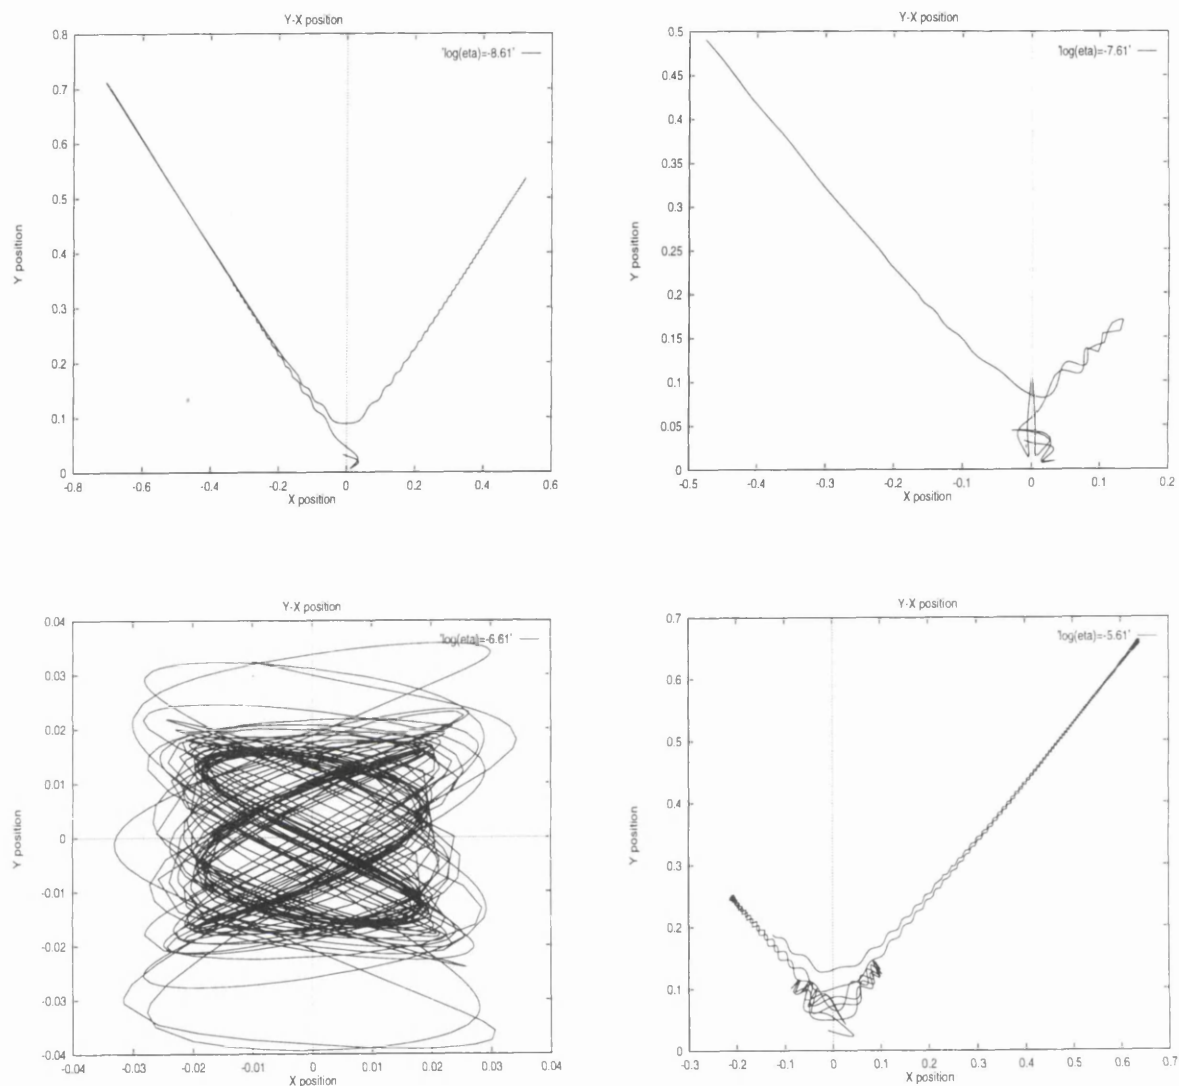 Y-X position
'log(eta)=-8.61'
0.8
0.7
0.6
0.5
0.4
0.3
0.2
0.1
0
Y position
-0.8 -0.6 -0.4 -0.2 0 0.2 0.4 0.6
X position
Y-X position
'log(eta)=-7.61'
0.5
0.45
0.4
0.35
0.3
0.25
0.2
0.15
0.1
0.05
0
Y position
-0.5 -0.4 -0.3 -0.2 -0.1 0 0.1 0.2
X position
Y-X position
'log(eta)=-6.61'
0.04
0.03
0.02
0.01
0
-0.01
-0.02
-0.03
-0.04
Y position
-0.04 -0.03 -0.02 -0.01 0 0.01 0.02 0.03 0.04
X position
Y-X position
'log(eta)=-5.61'
0.7
0.6
0.5
0.4
0.3
0.2
0.1
0
Y position
-0.3 -0.2 -0.1 0 0.1 0.2 0.3 0.4 0.5 0.6 0.7
X position